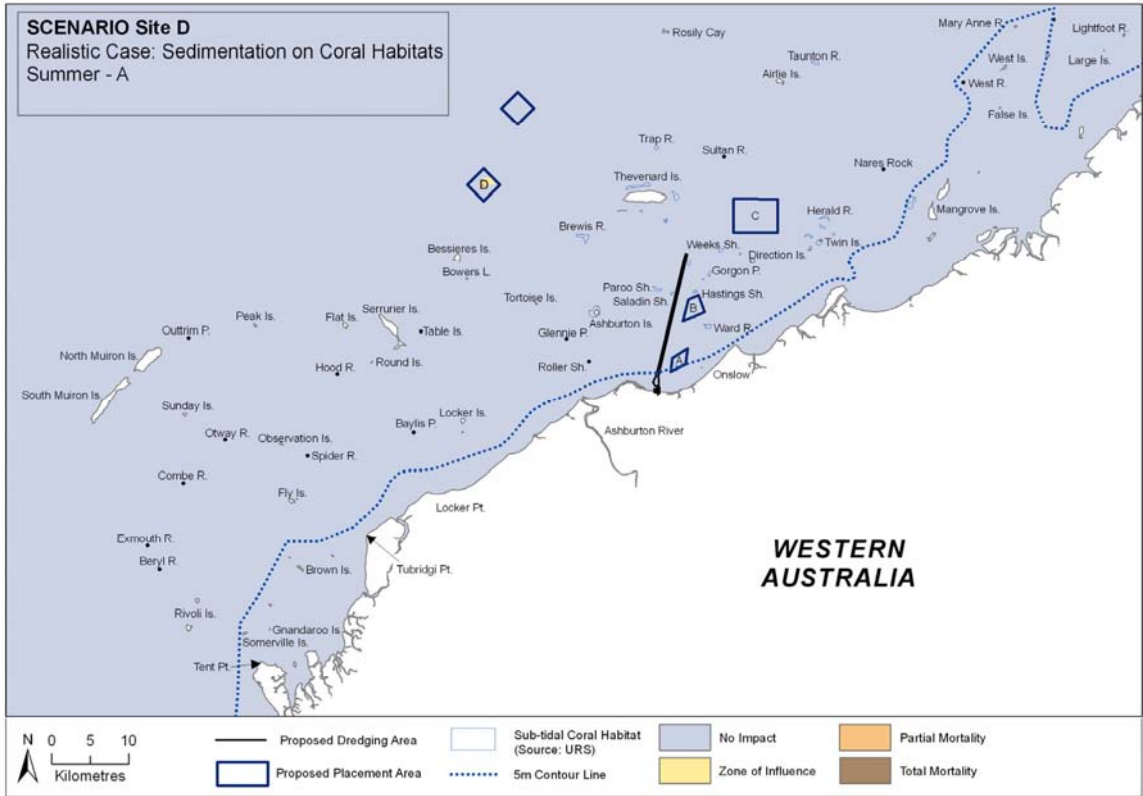 SCENARIO Site D
Realistic Case: Sedimentation on Coral Habitats
Summer - A
Mary Anne R.
Lightfoot R.
Rosily Cay
Taunton R.
West Is.
Large Is.
Airlie Is.
West R.
False Is.
Trap R.
Sultan R.
Nares Rock
Thevenard Is.
D
C
Herald R.
Mangrove Is.
Brewis R.
Weeks Sh.
Twin Is.
Bessieres Is.
Direction Is.
Bowers L.
Gorgon P.
Paroo Sh.
Hastings Sh.
Tortoise Is.
Saladin Sh.
Serrurier Is.
B
Peak Is.
Flat Is.
Ashburton Is.
Outtrim P.
Table Is.
Glennie P.
Ward R.
North Muiron Is.
Round Is.
Roller Sh.
A
Hood R.
Onslow
South Muiron Is.
Sunday Is.
Locker Is.
Baylis P.
Ashburton River
Otway R.
Observation Is.
Spider R.
Combe R.
Fly Is.
Locker Pt.
Exmouth R.
WESTERN
AUSTRALIA
Beryl R.
Brown Is.
Tubridgi Pt.
Rivoli Is.
Gnandaroo Is.
Somerville Is.
Tent Pt.
N
0 5 10
Kilometres
Proposed Dredging Area
Proposed Placement Area
Sub-tidal Coral Habitat
(Source: URS)
5m Contour Line
No Impact
Zone of Influence
Partial Mortality
Total Mortality